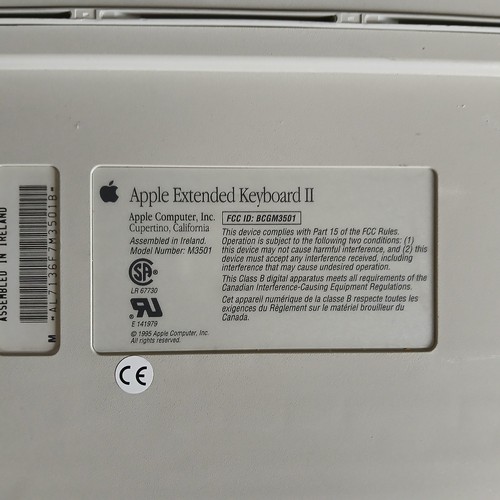 Apple Extended Keyboard II
Apple Computer, Inc.
Cupertino, California
Assembled in Ireland.
Model Number: M3501
SA
LR 67730
E 141979
© 1995 Apple Computer, Inc.
All rights reserved.
FCC ID: BCGM3501
This device complies with Part 15 of the FCC Rules.
Operation is subject to the following two conditions: (1)
this device may not cause harmful interference, and (2) this
device must accept any interference received, including
interference that may cause undesired operation.
This Class B digital apparatus meets all requirements of the
Canadian Interference-Causing Equipment Regulations.
Cet appareil numérique de la classe B respecte toutes les
exigences du Règlement sur le matériel brouilleur du
Canada.
CE
ASSEMBLED IN IRELAND
M *AL7136F7M3501B*